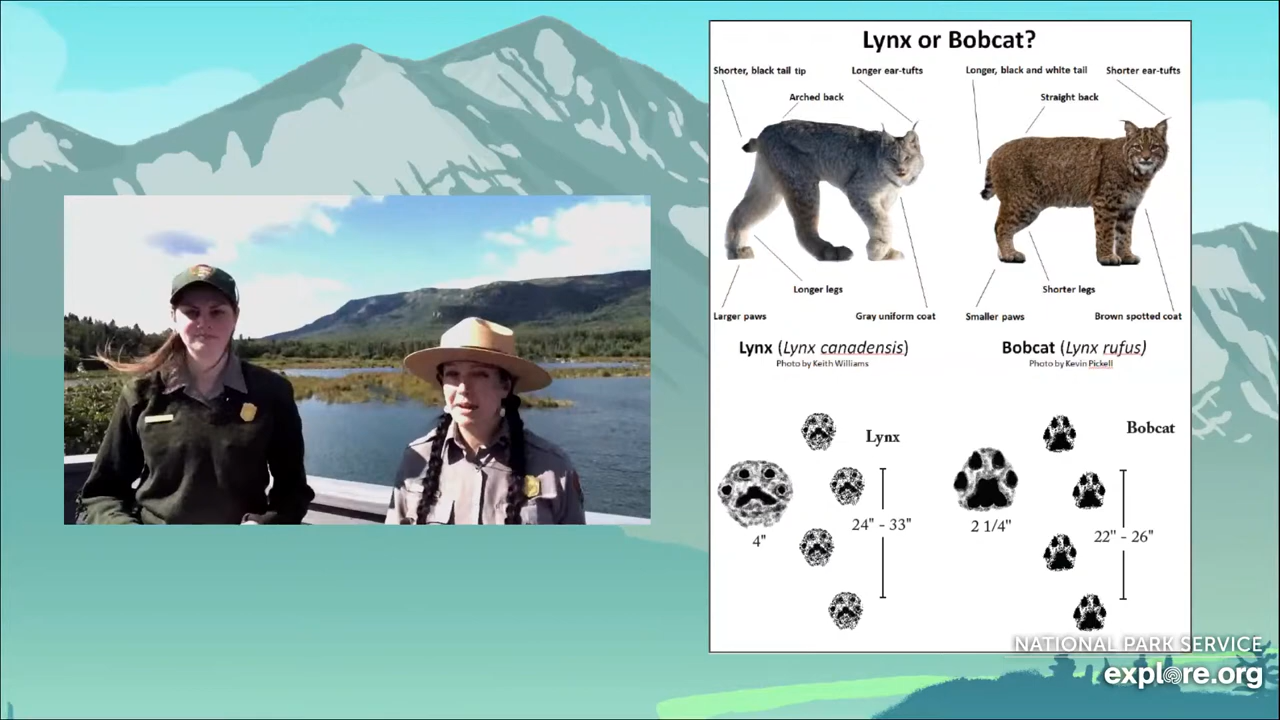 Lynx or Bobcat?
Shorter, black tail tip
Longer ear-tufts
Arched back
Longer, black and white tail
Shorter ear-tufts
Straight back
Longer legs
Larger paws
Gray uniform coat
Shorter legs
Smaller paws
Brown spotted coat
Lynx (Lynx canadensis)
Photo by Keith Williams
Bobcat (Lynx rufus)
Photo by Kevin Pickell
Lynx
4"
24" - 33"
Bobcat
2 1/4"
22" - 26"
NATIONAL PARK SERVICE
explore.org